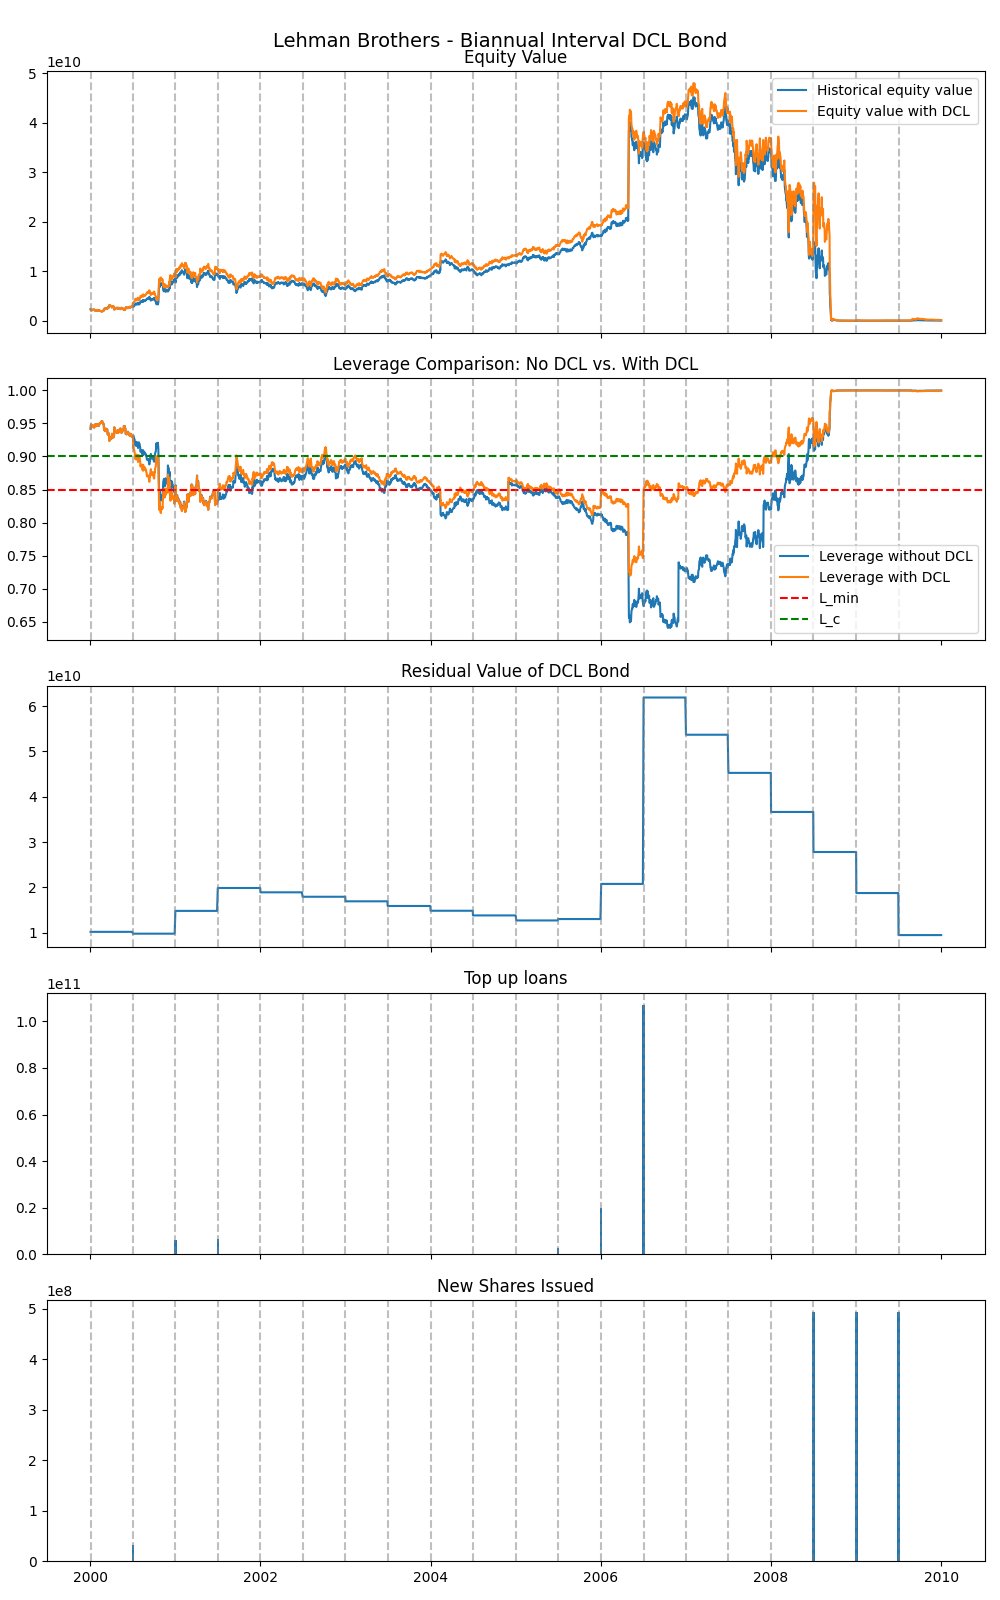 Lehman Brothers - Biannual Interval DCL Bond
Equity Value
1e10
5
4
3
2
1
0
Historical equity value
Equity value with DCL
Leverage Comparison: No DCL vs. With DCL
1.00
0.95
0.90
0.85
0.80
0.75
0.70
0.65
Leverage without DCL
Leverage with DCL
L_min
L_c
Residual Value of DCL Bond
1e10
6
5
4
3
2
1
Top up loans
1e11
1.0
0.8
0.6
0.4
0.2
0.0
New Shares Issued
1e8
5
4
3
2
1
0
2000 2002 2004 2006 2008 2010